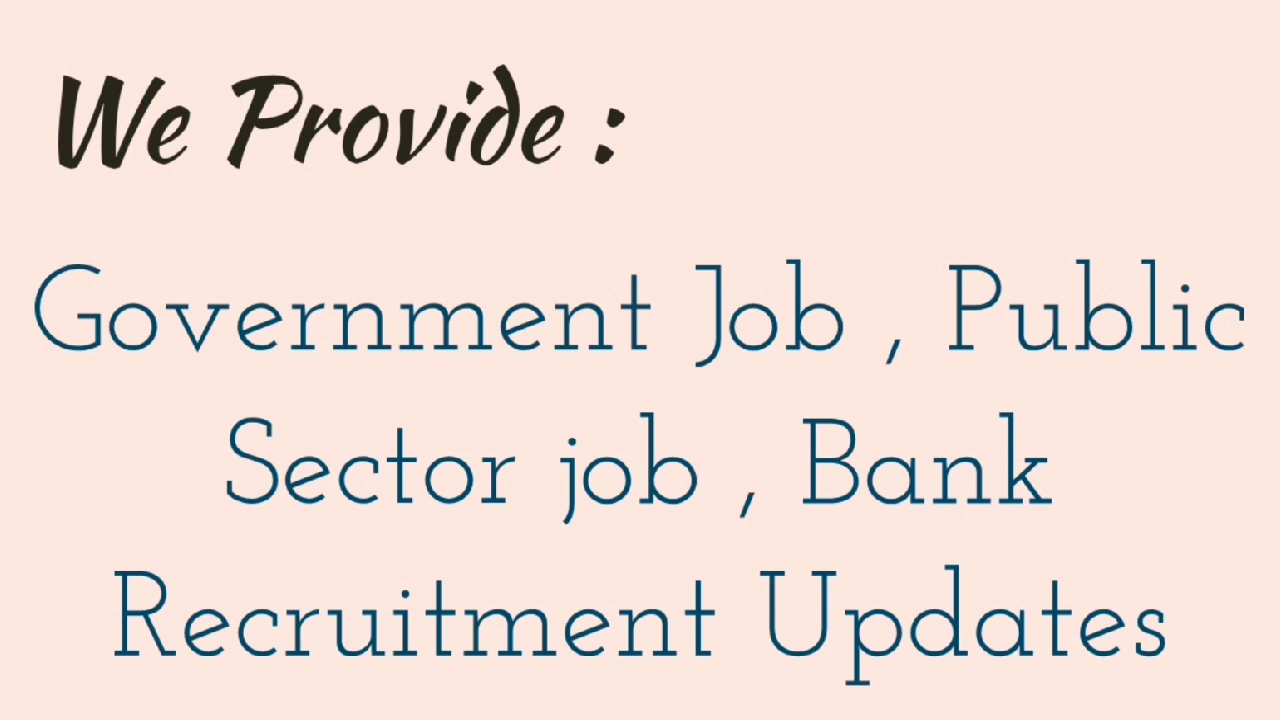 We Provide :
Government Job , Public
Sector job , Bank
Recruitment Updates